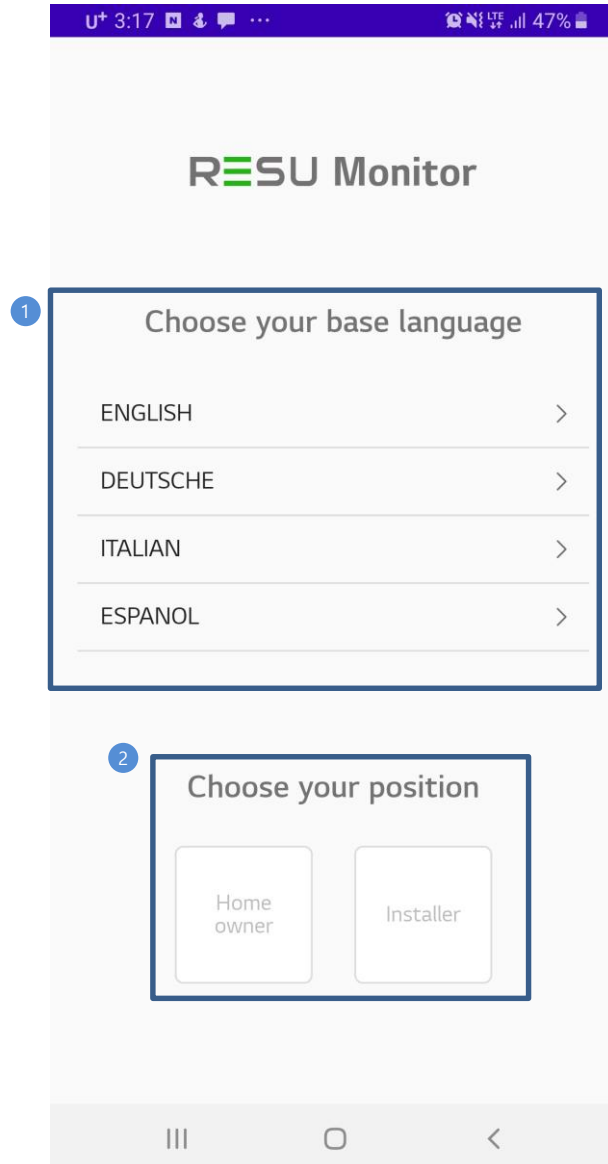 U+ 3:17 N ... LTE 47%
RESU Monitor
1
Choose your base language
ENGLISH
DEUTSCHE
ITALIAN
ESPANOL
2
Choose your position
Home
owner
Installer